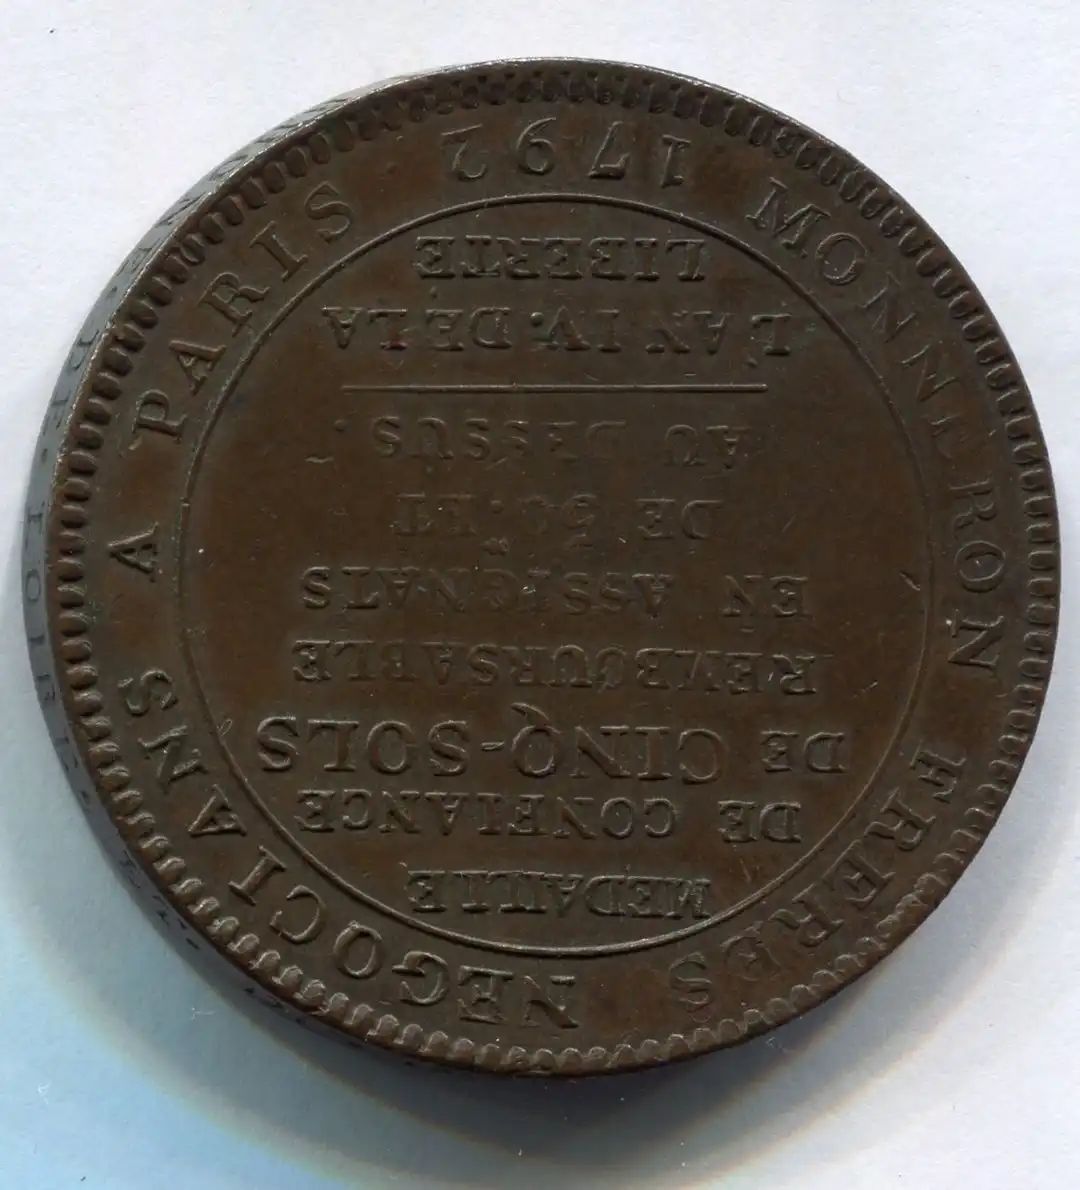 MONNERON FRERES NEGOCIANS A PARIS
1792
MEDAILLE
DE CONFIANCE
DE CINQ-SOLS
REMBOURSABLE
EN ASSIGNATS
DE 50. ET
AU DESSUS.
L'AN IV. DE LA
LIBERTE